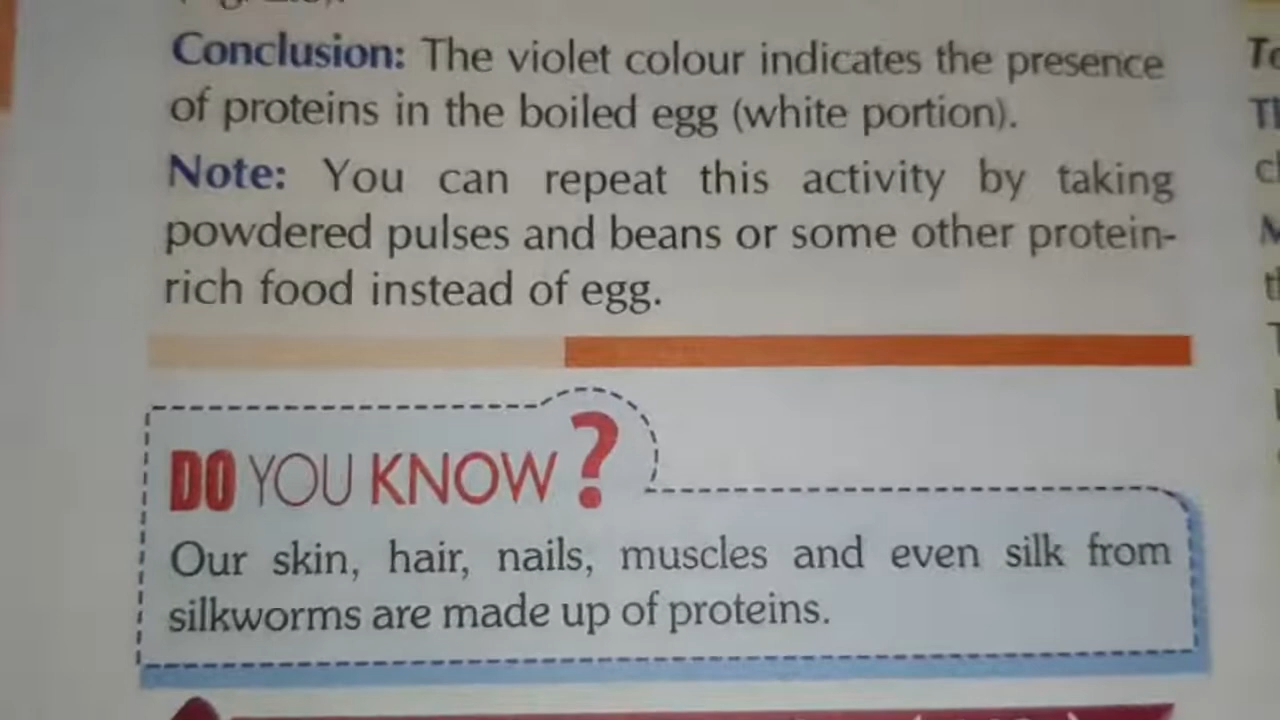 Conclusion: The violet colour indicates the presence
of proteins in the boiled egg (white portion).
Note: You can repeat this activity by taking
powdered pulses and beans or some other protein-
rich food instead of egg.
DO YOU KNOW?
Our skin, hair, nails, muscles and even silk from
silkworms are made up of proteins.